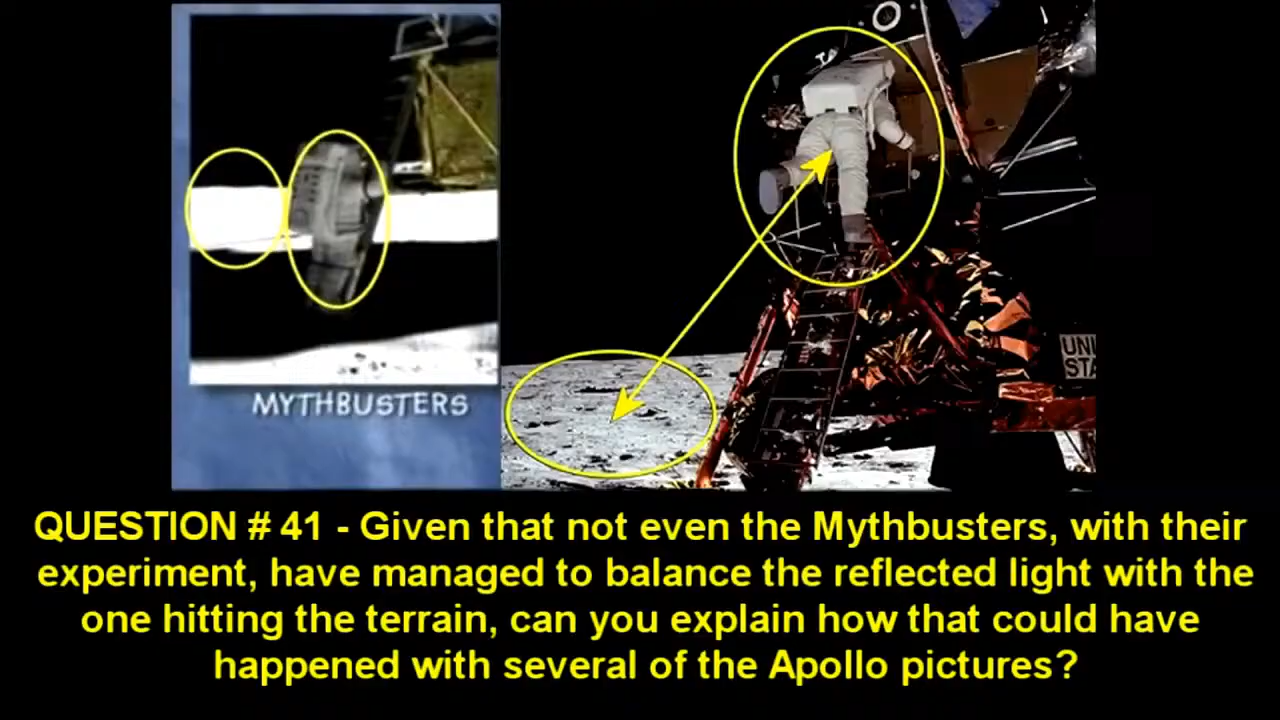 MYTHBUSTERS
UNI
STA
QUESTION # 41 - Given that not even the Mythbusters, with their
experiment, have managed to balance the reflected light with the
one hitting the terrain, can you explain how that could have
happened with several of the Apollo pictures?